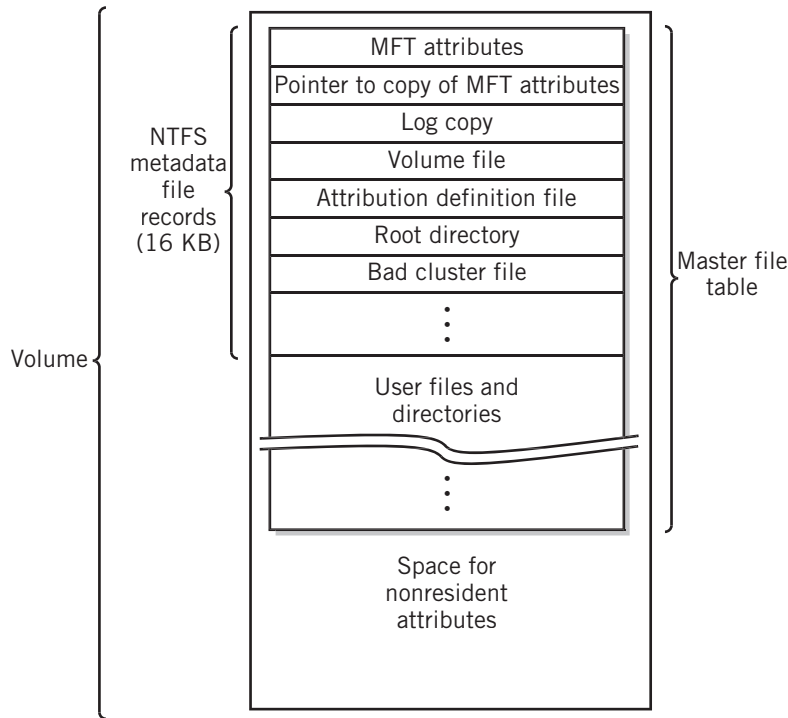 MFT attributes
Pointer to copy of MFT attributes
Log copy
Volume file
Attribution definition file
Root directory
Bad cluster file
User files and
directories
Space for
nonresident
attributes
NTFS
metadata
file
records
(16 KB)
Volume
Master file
table